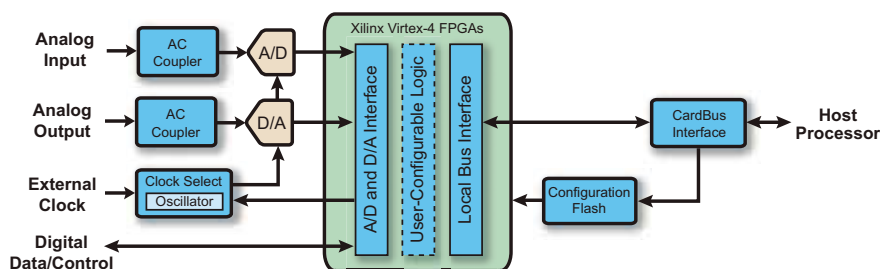 Xilinx Virtex-4 FPGAs
Analog
Input
AC
Coupler
A/D
Analog
Output
AC
Coupler
D/A
External
Clock
Clock Select
Oscillator
Digital
Data/Control
A/D and D/A Interface
User-Configurable Logic
Local Bus Interface
CardBus
Interface
Host
Processor
Configuration
Flash